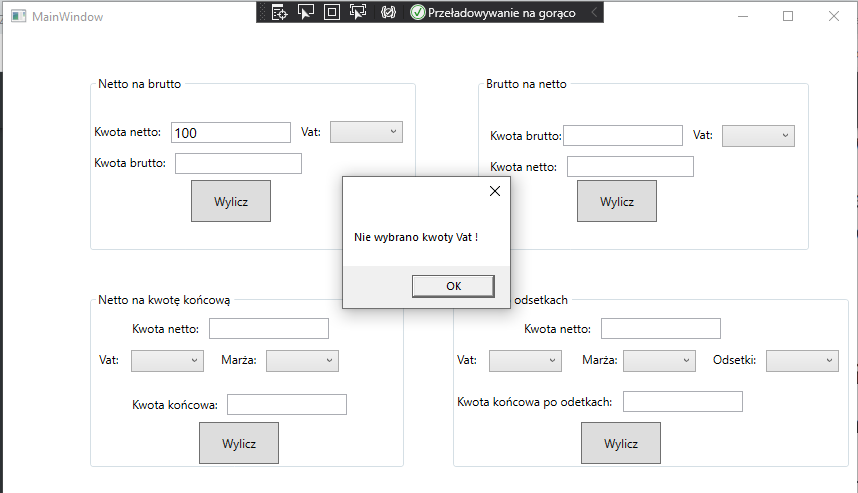 MainWindow
Przeładowywanie na gorąco
Netto na brutto
Kwota netto: 100 Vat:
Kwota brutto:
Wylicz
Brutto na netto
Kwota brutto: Vat:
Kwota netto:
Wylicz
Nie wybrano kwoty Vat !
OK
Netto na kwotę końcową
Kwota netto:
Vat: Marża:
Kwota końcowa:
Wylicz
odsetkach
Kwota netto:
Vat: Marża: Odsetki:
Kwota końcowa po odetkach:
Wylicz